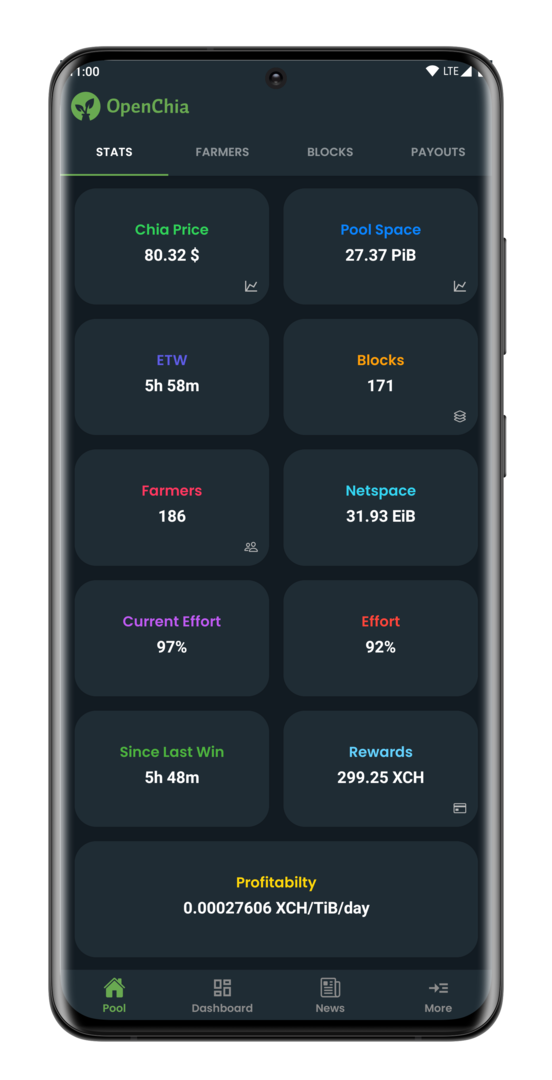 11:00 LTE
OpenChia
STATS FARMERS BLOCKS PAYOUTS
Chia Price Pool Space
80.32 $ 27.37 PiB
ETW Blocks
5h 58m 171
Farmers Netspace
186 31.93 EiB
Current Effort Effort
97% 92%
Since Last Win Rewards
5h 48m 299.25 XCH
Profitabilty
0.00027606 XCH/TiB/day
Pool Dashboard News More